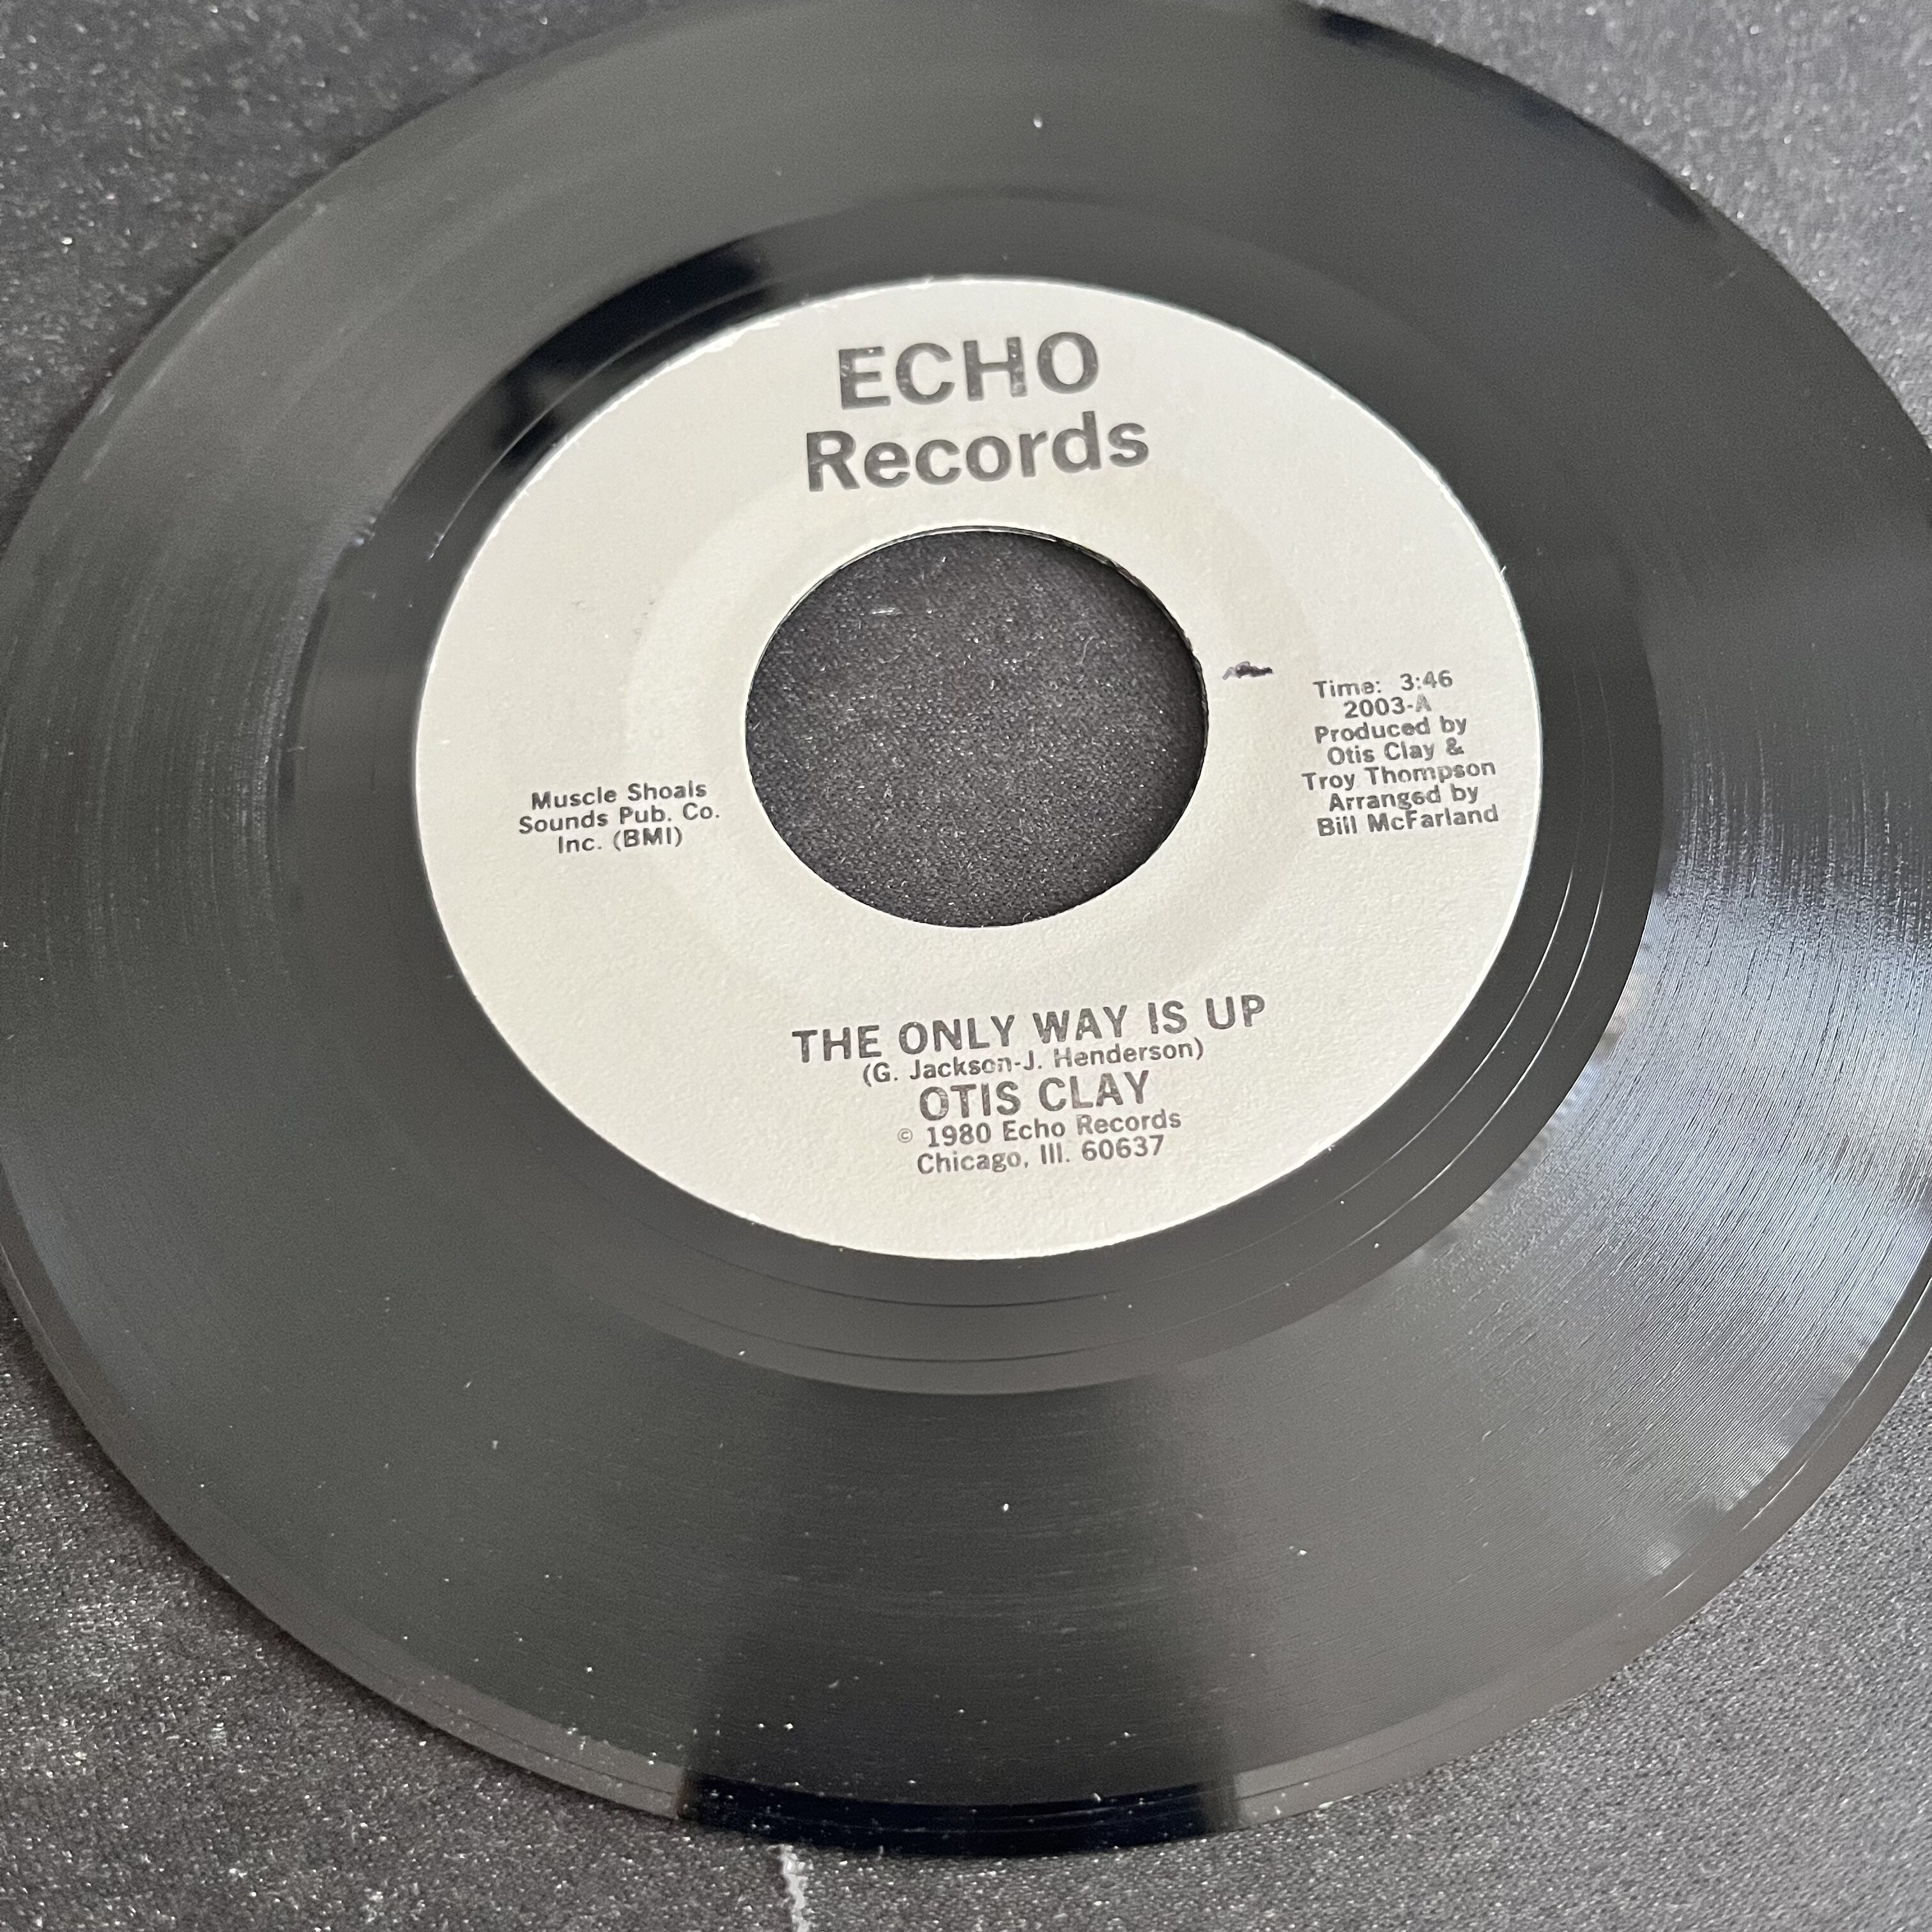 ECHO
Records
Muscle Shoals
Sounds Pub. Co.
Inc. (BMI)
Time: 3:46
2003-A
Produced by
Otis Clay &
Troy Thompson
Arranged by
Bill McFarland
THE ONLY WAY IS UP
(G. Jackson-J. Henderson)
OTIS CLAY
© 1980 Echo Records
Chicago, Ill. 60637